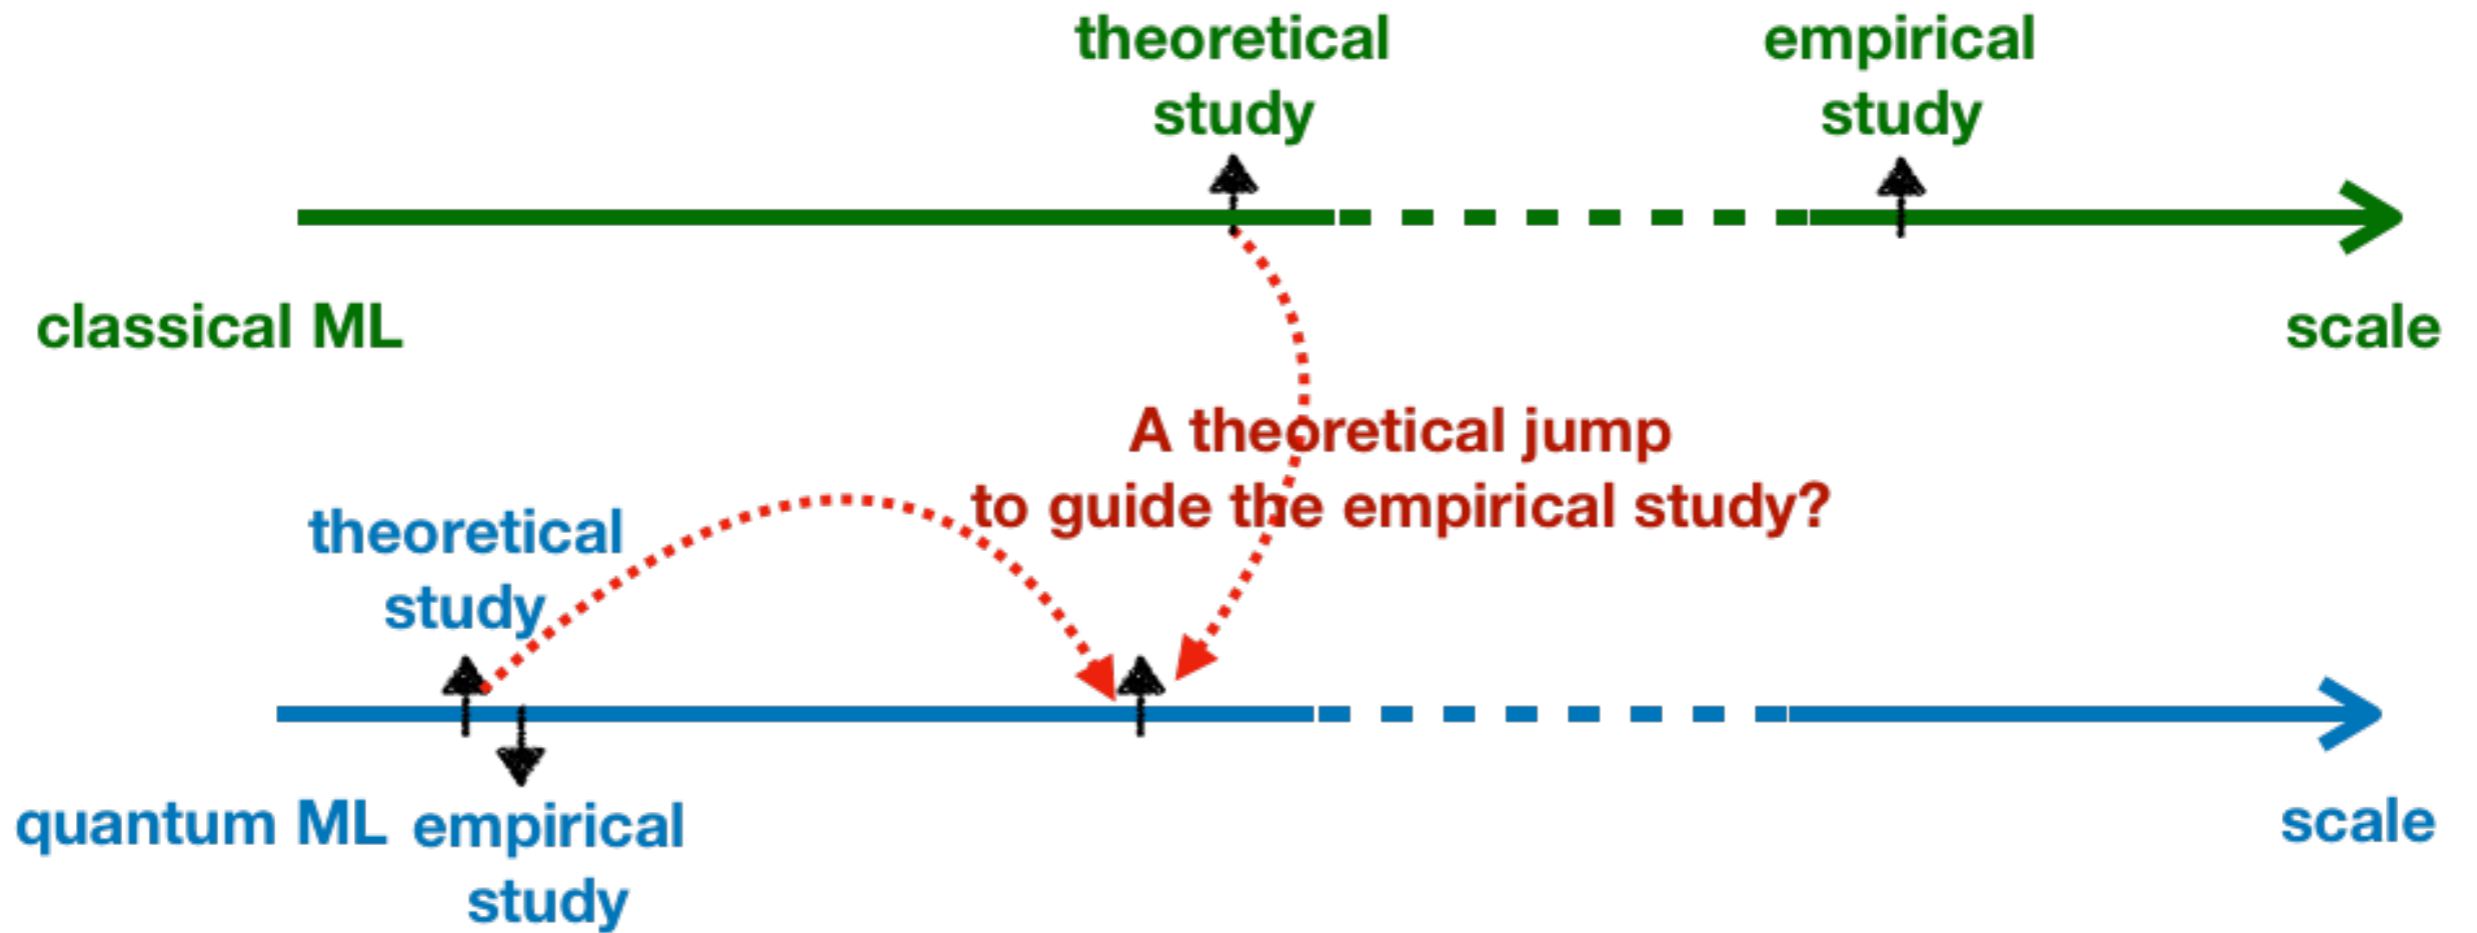 theoretical
study
empirical
study
classical ML
scale
A theoretical jump
to guide the empirical study?
theoretical
study
quantum ML
empirical
study
scale